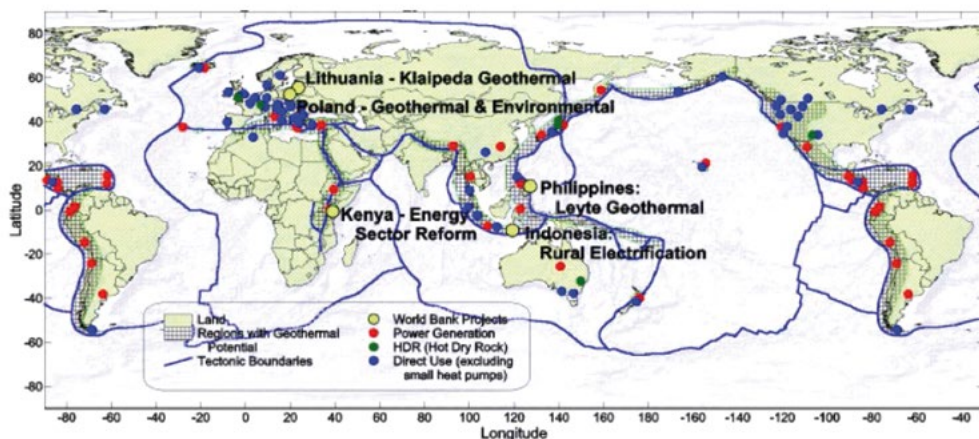 80
60
40
20
0
-20
-40
-60
-80
Latitude
Lithuania - Klaipeda Geothermal
Poland - Geothermal & Environmental
Philippines:
Leyte Geothermal
Kenya - Energy
Sector Reform
Indonesia:
Rural Electrification
Land
Regions with Geothermal
Potential
Tectonic Boundaries
World Bank Projects
Power Generation
HDR (Hot Dry Rock)
Direct Use (excluding
small heat pumps)
-80 -60 -40 -20 0 20 40 60 80 100 120 140 160 -180 -160 -140 -120 -100 -80 -60 -40
Longitude